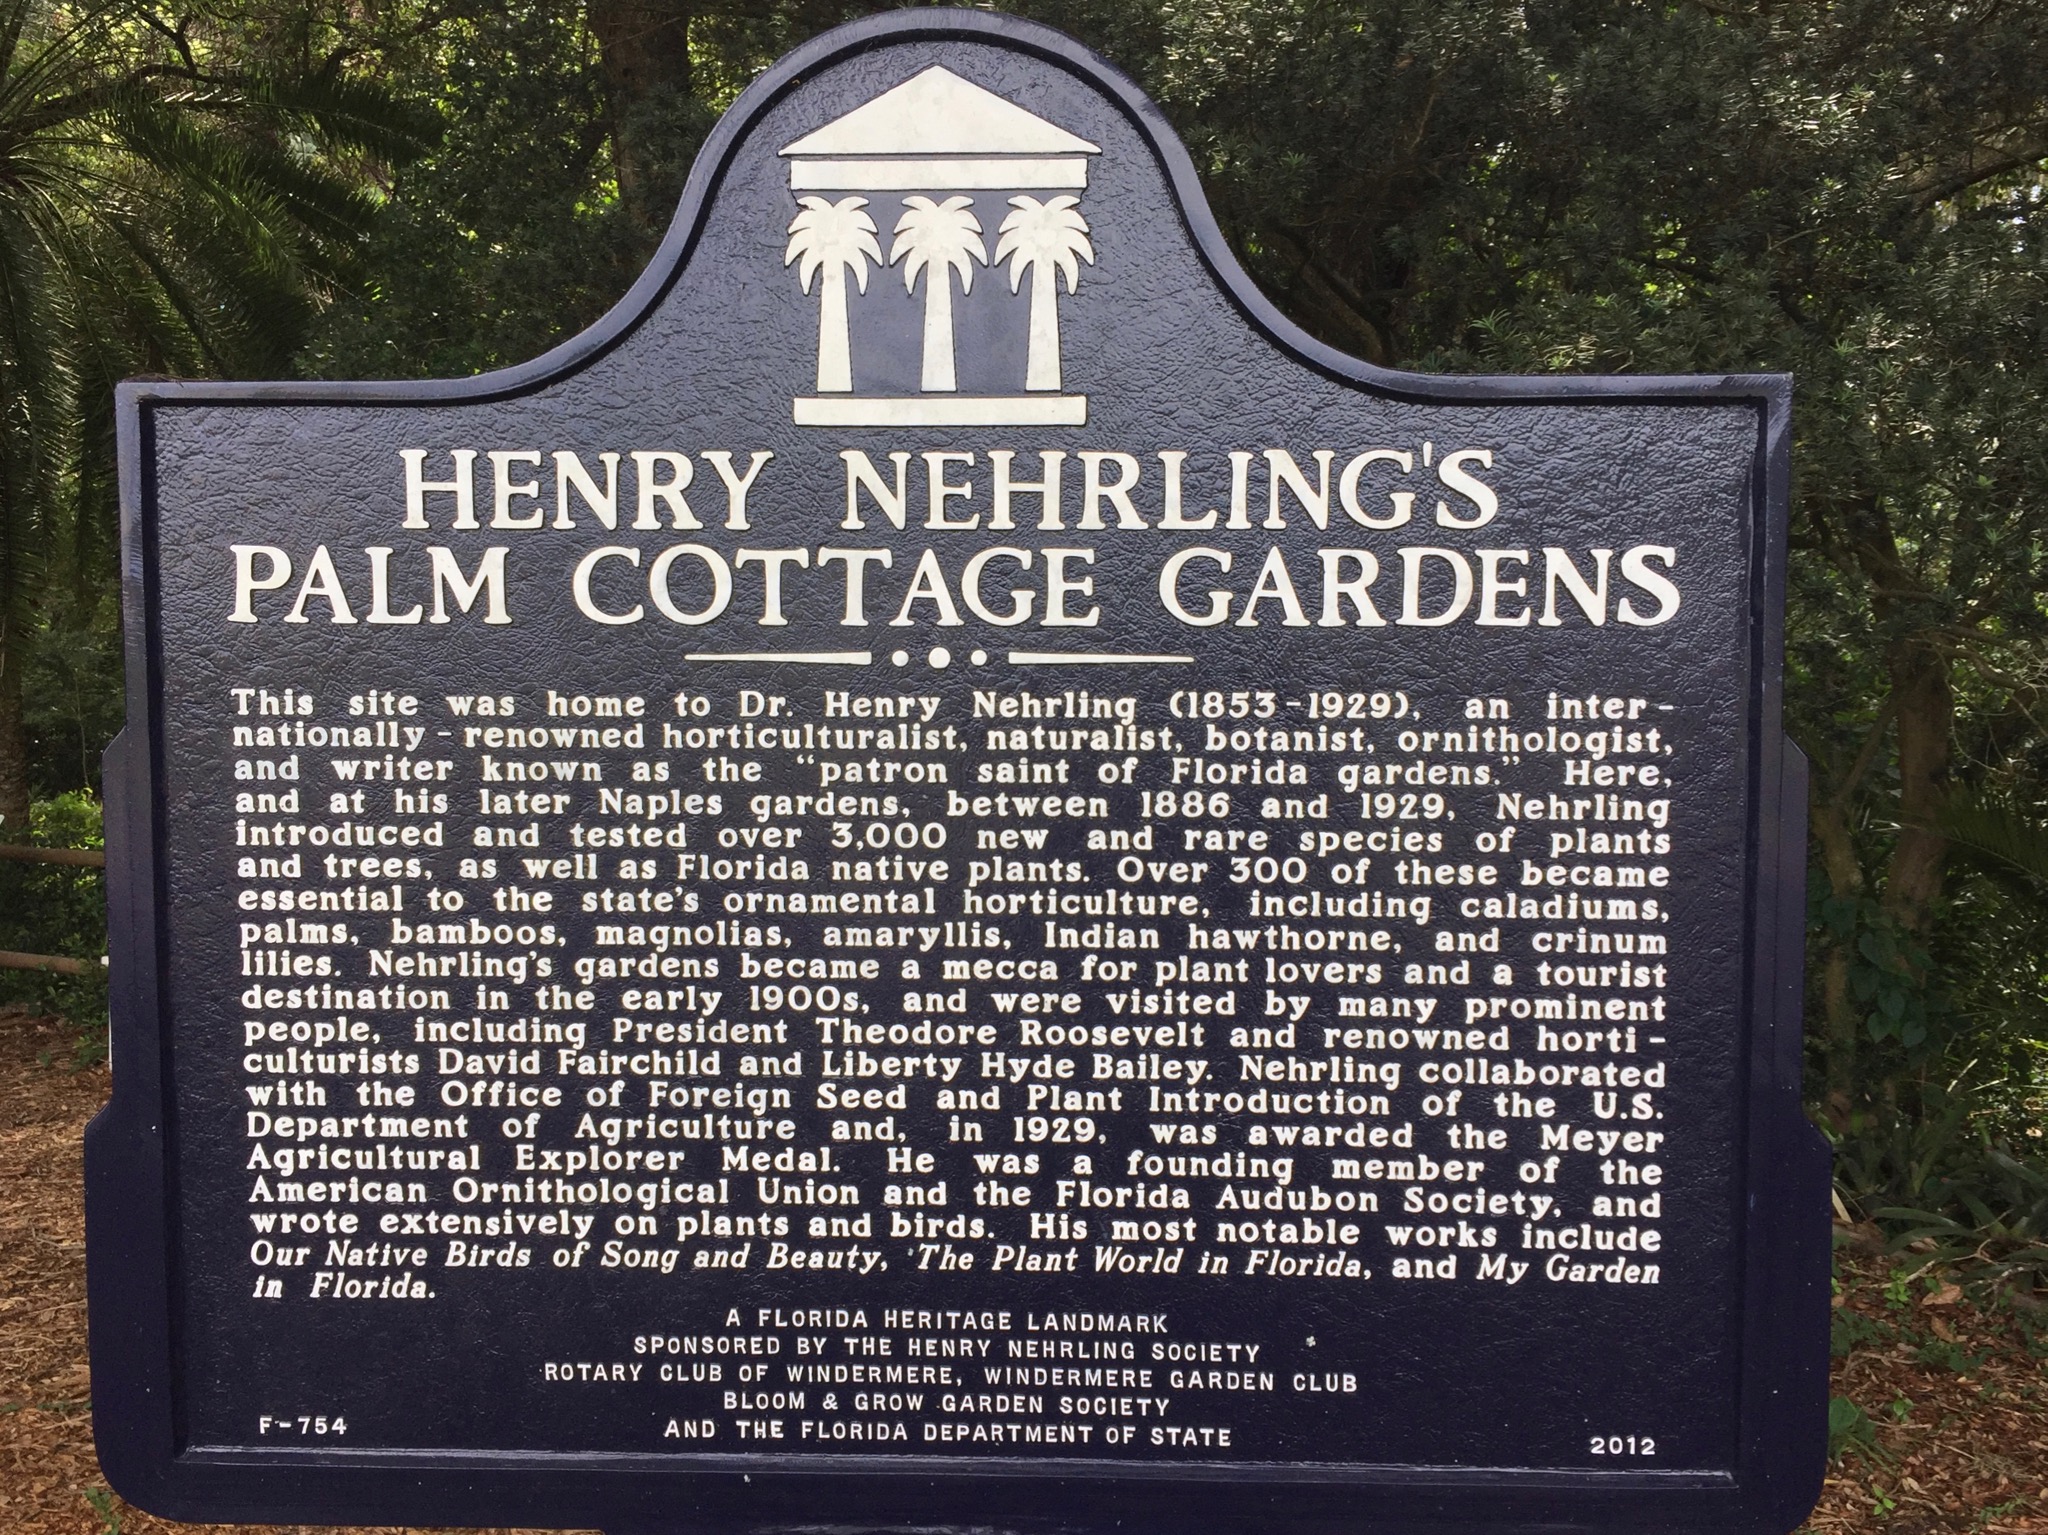 HENRY NEHRLING'S
PALM COTTAGE GARDENS
This site was home to Dr. Henry Nehrling (1853-1929), an inter-
nationally-renowned horticulturalist, naturalist, botanist, ornithologist,
and writer known as the “patron saint of Florida gardens.” Here,
and at his later Naples gardens, between 1886 and 1929, Nehrling
introduced and tested over 3,000 new and rare species of plants
and trees, as well as Florida native plants. Over 300 of these became
essential to the state's ornamental horticulture, including caladiums,
palms, bamboos, magnolias, amaryllis, Indian hawthorne, and crinum
lilies. Nehrling's gardens became a mecca for plant lovers and a tourist
destination in the early 1900s, and were visited by many prominent
people, including President Theodore Roosevelt and renowned horti-
culturists David Fairchild and Liberty Hyde Bailey. Nehrling collaborated
with the Office of Foreign Seed and Plant Introduction of the U.S.
Department of Agriculture and, in 1929, was awarded the Meyer
Agricultural Explorer Medal. He was a founding member of the
American Ornithological Union and the Florida Audubon Society, and
wrote extensively on plants and birds. His most notable works include
Our Native Birds of Song and Beauty, The Plant World in Florida, and My Garden
in Florida.
A FLORIDA HERITAGE LANDMARK
SPONSORED BY THE HENRY NEHRLING SOCIETY
ROTARY CLUB OF WINDERMERE, WINDERMERE GARDEN CLUB
BLOOM & GROW GARDEN SOCIETY
AND THE FLORIDA DEPARTMENT OF STATE
F-754
2012